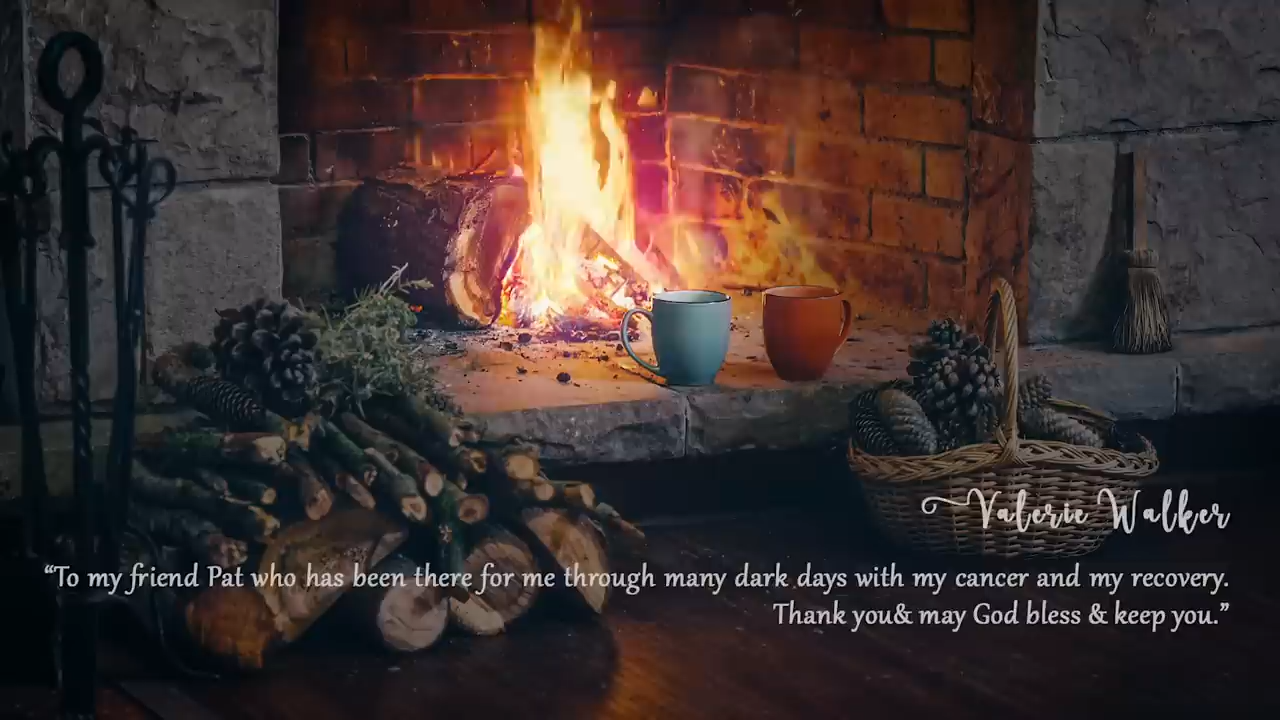 Valerie Walker
“To my friend Pat who has been there for me through many dark days with my cancer and my recovery.
Thank you& may God bless & keep you.”